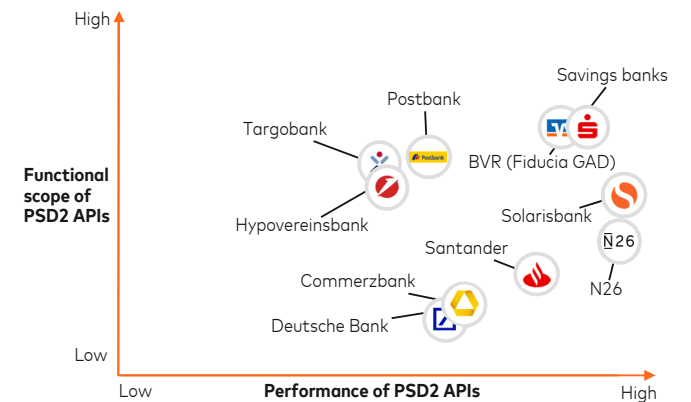 High
Savings banks
Postbank
Targobank
Postbank
BVR (Fiducia GAD)
Functional
scope of
PSD2 APIs
Solarisbank
Hypovereinsbank
N26
Santander
Commerzbank
N26
Deutsche Bank
Low
Low
Performance of PSD2 APIs
High